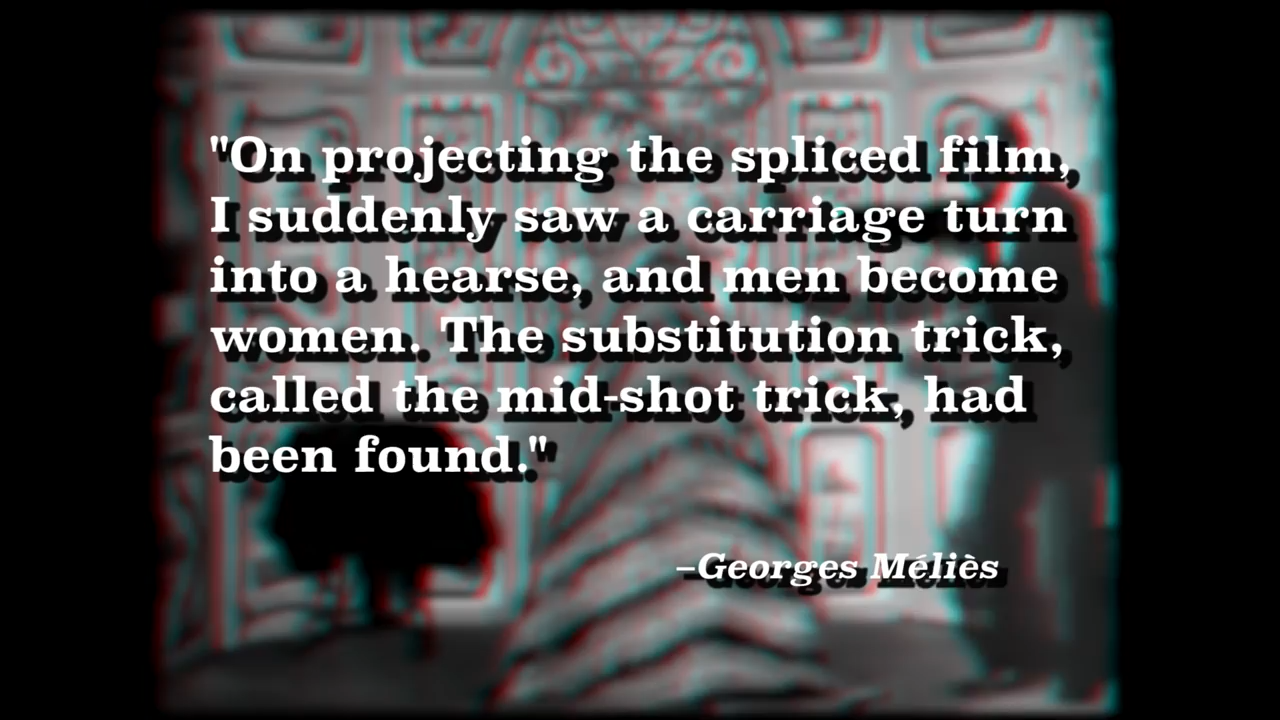 "On projecting the spliced film,
I suddenly saw a carriage turn
into a hearse, and men become
women. The substitution trick,
called the mid-shot trick, had
been found."
–Georges Méliès